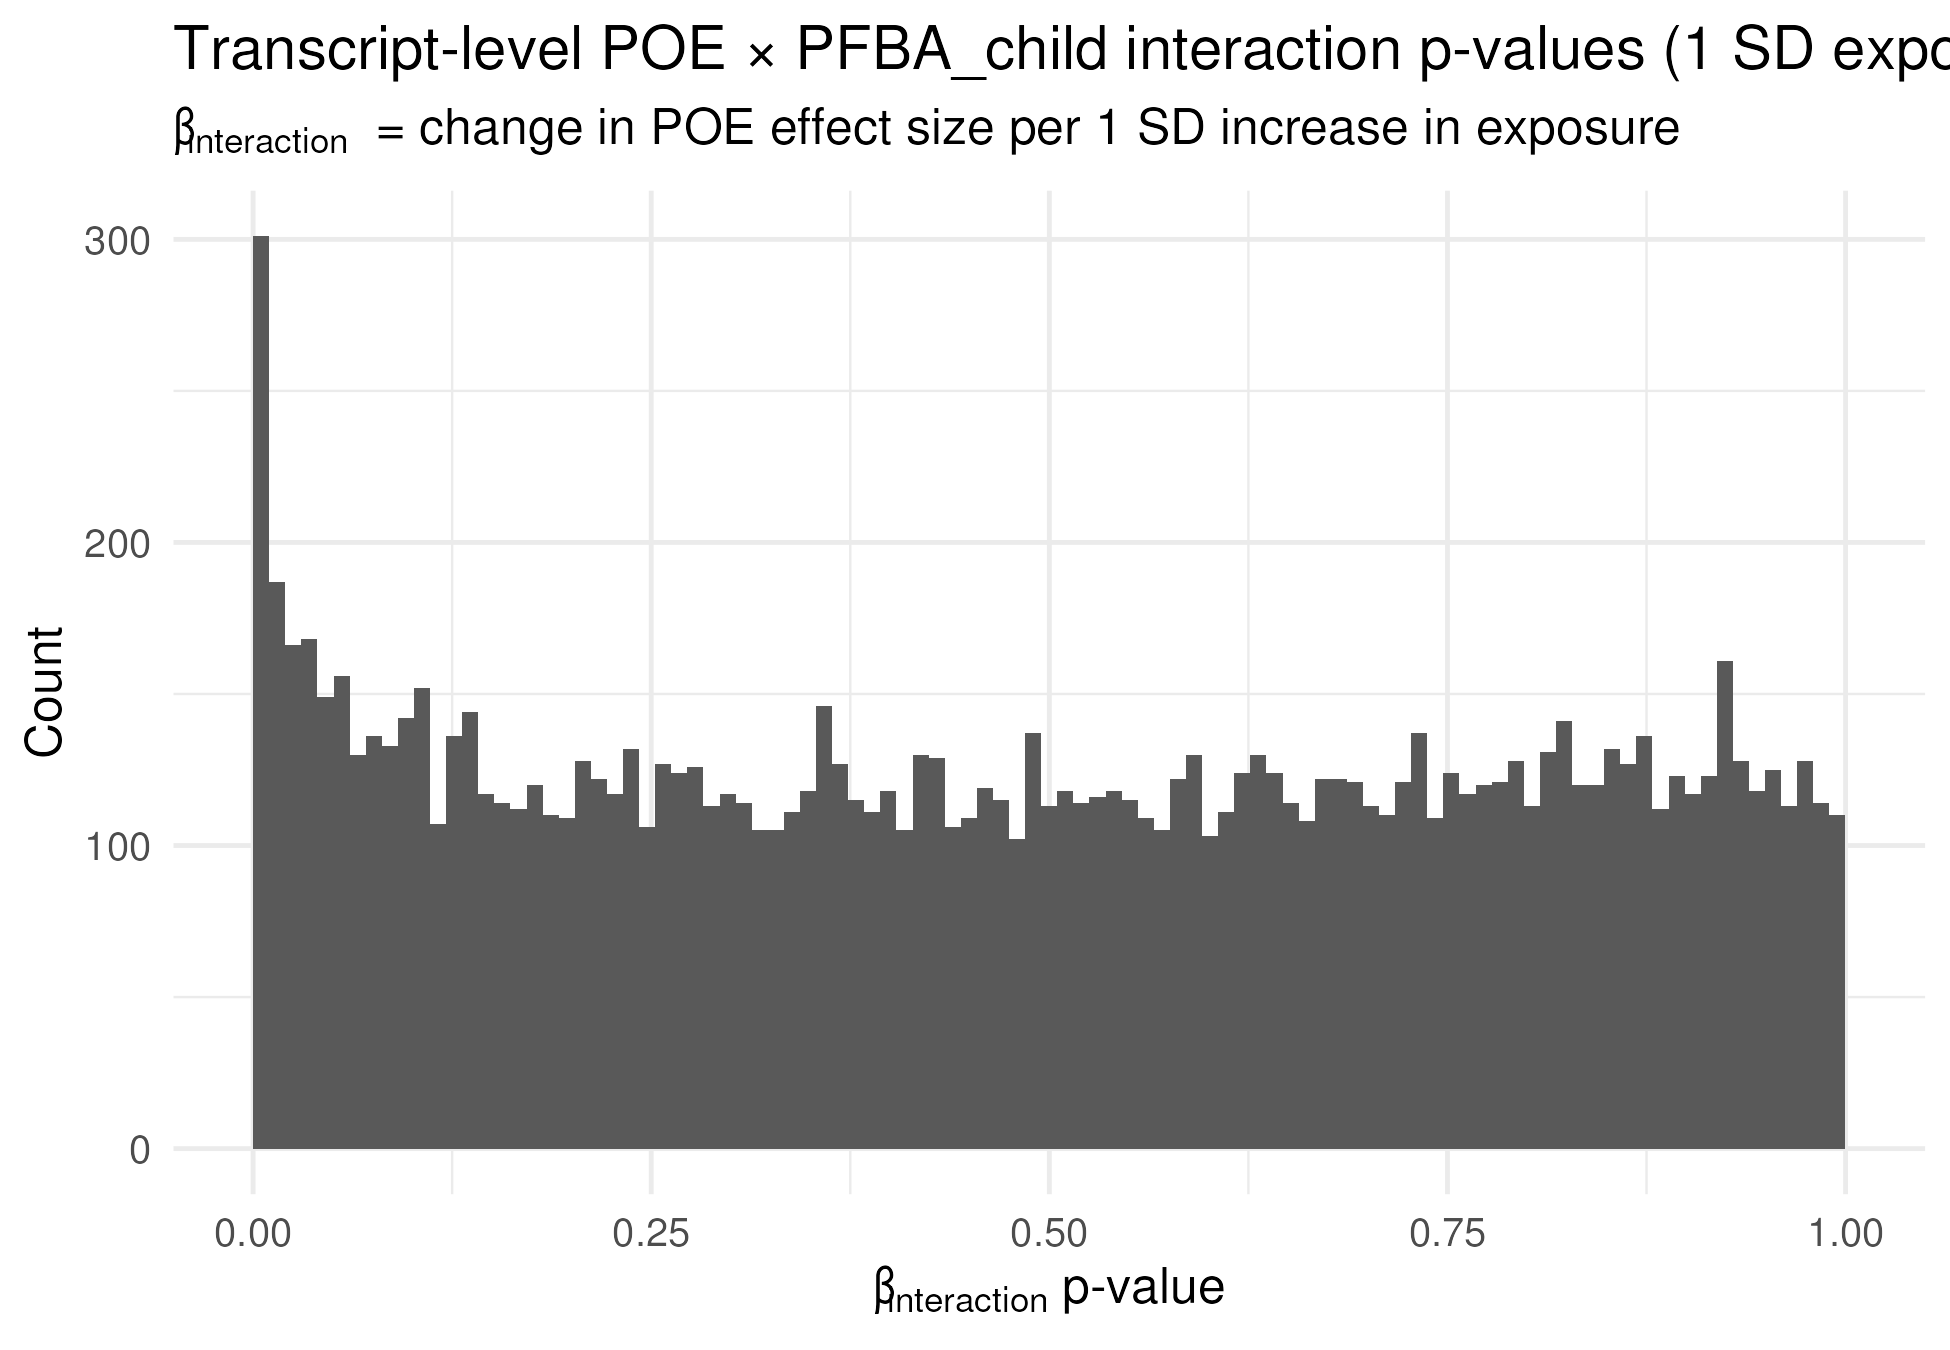 Transcript-level POE × PFBA_child interaction p-values (1 SD expo
βinteraction = change in POE effect size per 1 SD increase in exposure
300
200
100
0
Count
0.00 0.25 0.50 0.75 1.00
βinteraction p-value